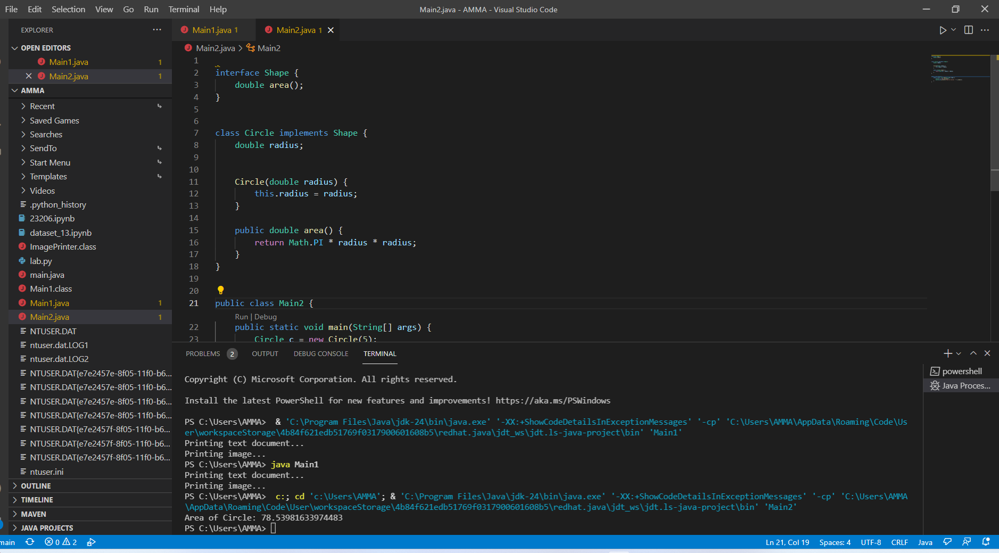 File Edit Selection View Go Run Terminal Help
Main2.java - AMMA - Visual Studio Code
EXPLORER
OPEN EDITORS
Main1.java 1
Main2.java 1
AMMA
Recent
Saved Games
Searches
SendTo
Start Menu
Templates
Videos
.python_history
23206.ipynb
dataset_13.ipynb
ImagePrinter.class
lab.py
main.java
Main1.class
Main1.java 1
Main2.java 1
NTUSER.DAT
ntuser.dat.LOG1
ntuser.dat.LOG2
NTUSER.DAT{e7e2457e-8f05-11f0-b6...
NTUSER.DAT{e7e2457e-8f05-11f0-b6...
NTUSER.DAT{e7e2457e-8f05-11f0-b6...
NTUSER.DAT{e7e2457e-8f05-11f0-b6...
NTUSER.DAT{e7e2457f-8f05-11f0-b6...
NTUSER.DAT{e7e2457f-8f05-11f0-b6...
NTUSER.DAT{e7e2457f-8f05-11f0-b6...
ntuser.ini
OUTLINE
TIMELINE
MAVEN
JAVA PROJECTS
Main1.java 1 Main2.java 1
Main2.java > Main2
1
2 interface Shape {
3 double area();
4 }
5
6
7 class Circle implements Shape {
8 double radius;
9
10
11 Circle(double radius) {
12 this.radius = radius;
13 }
14
15 public double area() {
16 return Math.PI * radius * radius;
17 }
18 }
19
20
21 public class Main2 {
Run | Debug
22 public static void main(String[] args) {
23 Circle c = new Circle(5);
PROBLEMS 2 OUTPUT DEBUG CONSOLE TERMINAL
Copyright (C) Microsoft Corporation. All rights reserved.
Install the latest PowerShell for new features and improvements! https://aka.ms/PSWindows
PS C:\Users\AMMA> & 'C:\Program Files\Java\jdk-24\bin\java.exe' '-XX:+ShowCodeDetailsInExceptionMessages' '-cp' 'C:\Users\AMMA\AppData\Roaming\Code\Us
er\workspaceStorage\4b84f621edb51769f0317900601608b5\redhat.java\jdt_ws\jdt.ls-java-project\bin' 'Main1'
Printing text document...
Printing image...
PS C:\Users\AMMA> java Main1
Printing text document...
Printing image...
PS C:\Users\AMMA> c:; cd 'c:\Users\AMMA'; & 'C:\Program Files\Java\jdk-24\bin\java.exe' '-XX:+ShowCodeDetailsInExceptionMessages' '-cp' 'C:\Users\AMMA
\AppData\Roaming\Code\User\workspaceStorage\4b84f621edb51769f0317900601608b5\redhat.java\jdt_ws\jdt.ls-java-project\bin' 'Main2'
Area of Circle: 78.53981633974483
PS C:\Users\AMMA>
powershell
Java Proces...
main 0 2 Ln 21, Col 19 Spaces: 4 UTF-8 CRLF Java